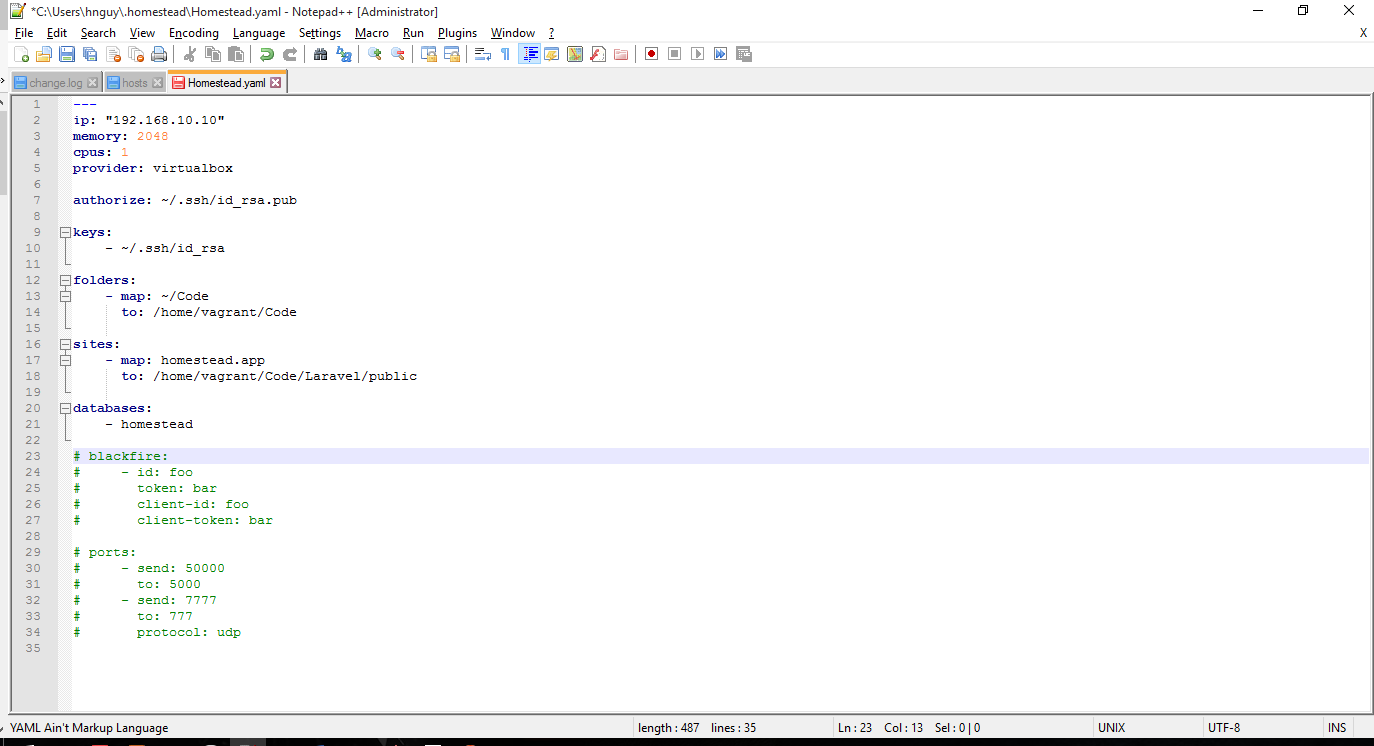 *C:\Users\hnguy\.homestead\Homestead.yaml - Notepad++ [Administrator]
File Edit Search View Encoding Language Settings Macro Run Plugins Window ? X
change.log hosts Homestead.yaml
1 ---
2 ip: "192.168.10.10"
3 memory: 2048
4 cpus: 1
5 provider: virtualbox
6
7 authorize: ~/.ssh/id_rsa.pub
8
9 keys:
10 - ~/.ssh/id_rsa
11
12 folders:
13 - map: ~/Code
14 to: /home/vagrant/Code
15
16 sites:
17 - map: homestead.app
18 to: /home/vagrant/Code/Laravel/public
19
20 databases:
21 - homestead
22
23 # blackfire:
24 # - id: foo
25 # token: bar
26 # client-id: foo
27 # client-token: bar
28
29 # ports:
30 # - send: 50000
31 # to: 5000
32 # - send: 7777
33 # to: 777
34 # protocol: udp
35
YAML Ain't Markup Language length : 487 lines : 35 Ln : 23 Col : 13 Sel : 0 | 0 UNIX UTF-8 INS